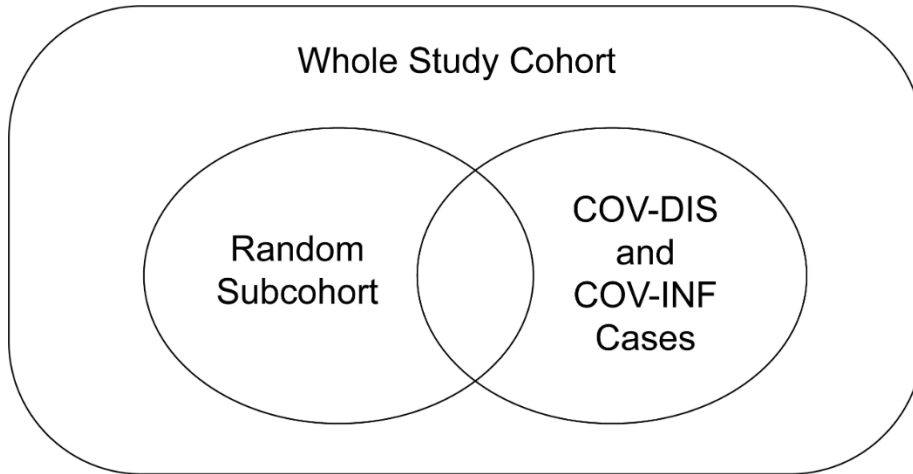 Whole Study Cohort
Random
Subcohort
COV-DIS
and
COV-INF
Cases